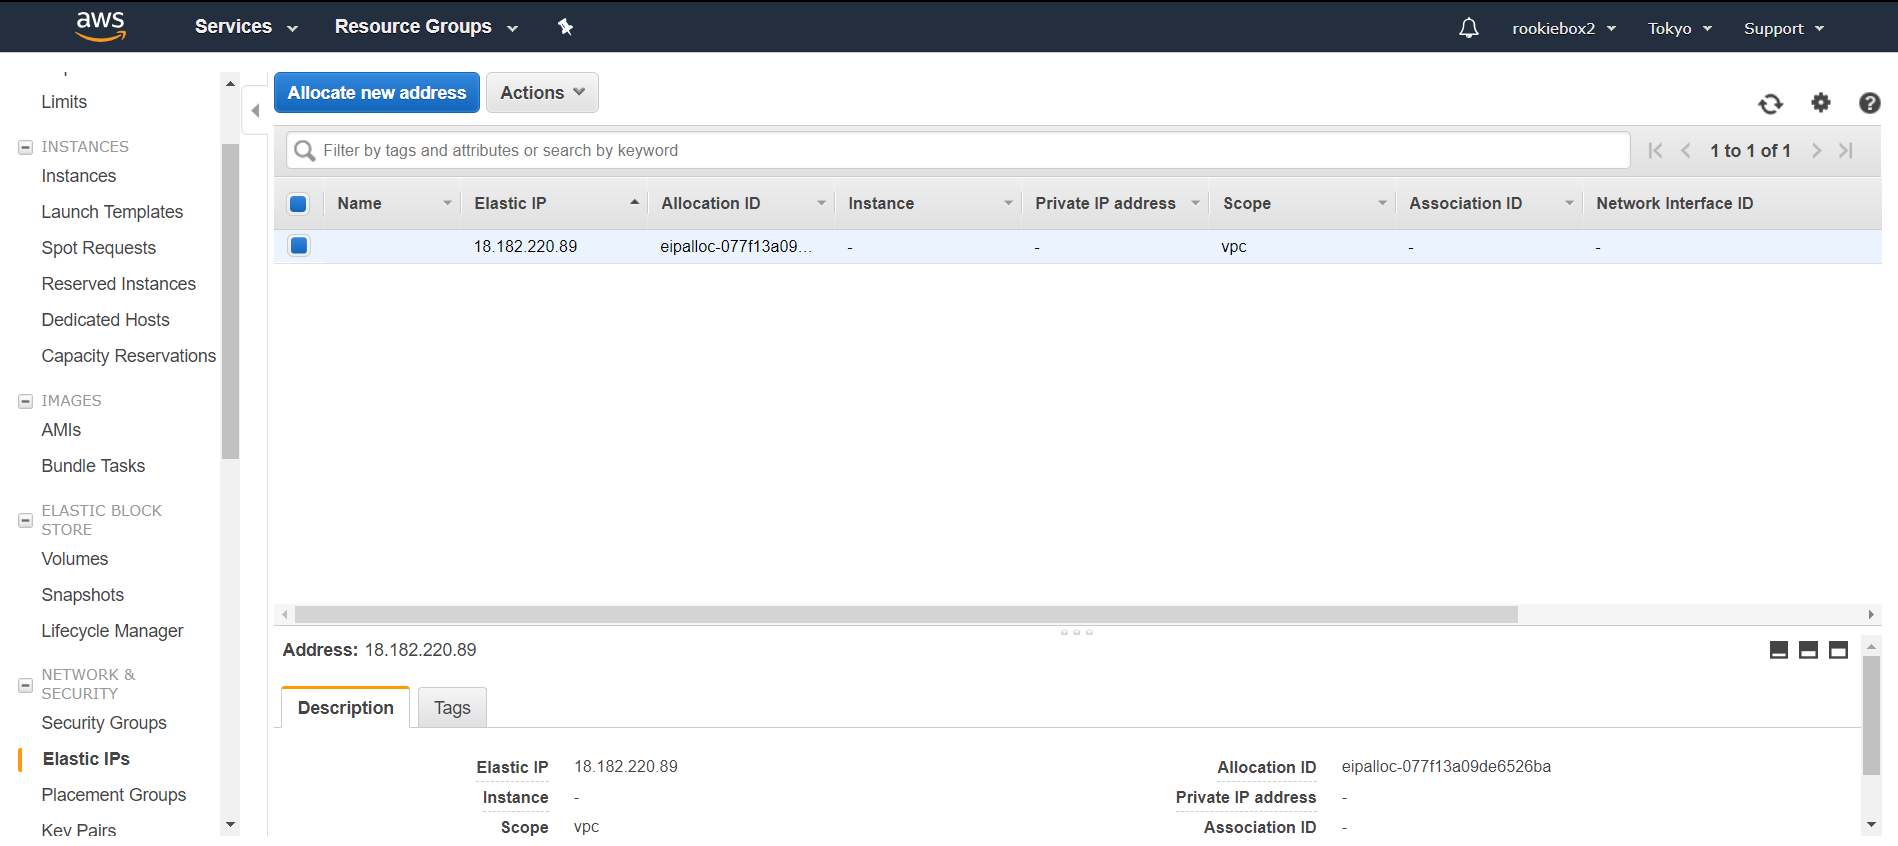 aws Services Resource Groups rookiebox2 Tokyo Support
Limits
INSTANCES
Instances
Launch Templates
Spot Requests
Reserved Instances
Dedicated Hosts
Capacity Reservations
IMAGES
AMIs
Bundle Tasks
ELASTIC BLOCK
STORE
Volumes
Snapshots
Lifecycle Manager
NETWORK &
SECURITY
Security Groups
Elastic IPs
Placement Groups
Key Pairs
Allocate new address Actions
Filter by tags and attributes or search by keyword 1 to 1 of 1
Name Elastic IP Allocation ID Instance Private IP address Scope Association ID Network Interface ID
18.182.220.89 eipalloc-077f13a09... - - vpc - -
Address: 18.182.220.89
Description Tags
Elastic IP 18.182.220.89 Allocation ID eipalloc-077f13a09de6526ba
Instance - Private IP address -
Scope vpc Association ID -